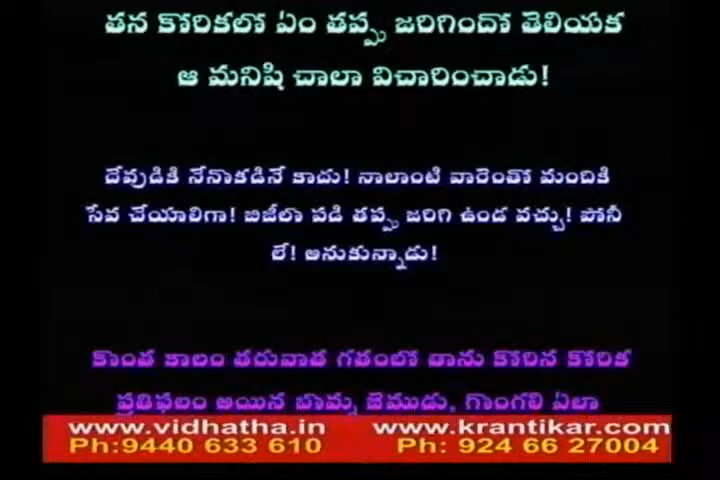 తన కోరికలో ఏం తప్పు జరిగిందో తెలియక
ఆ మనిషి చాలా విచారించాడు!
దేవుడికి నేనొకడినే కాదు! నాలాంటి వారెంతో మందికి
సేవ చేయాలిగా! బిజీలా పడి తప్పు జరిగి ఉండ వచ్చు! పోనీ
లే! అనుకున్నాడు!
కొంత కాలం తరువాత గతంలో తాను కోరిన కోరిక
ప్రతిఫలం అయిన బొమ్మ జెముడు, గొంగళి ఏలా
www.vidhatha.in www.krantikar.com
Ph:9440 633 610 Ph: 924 66 27004